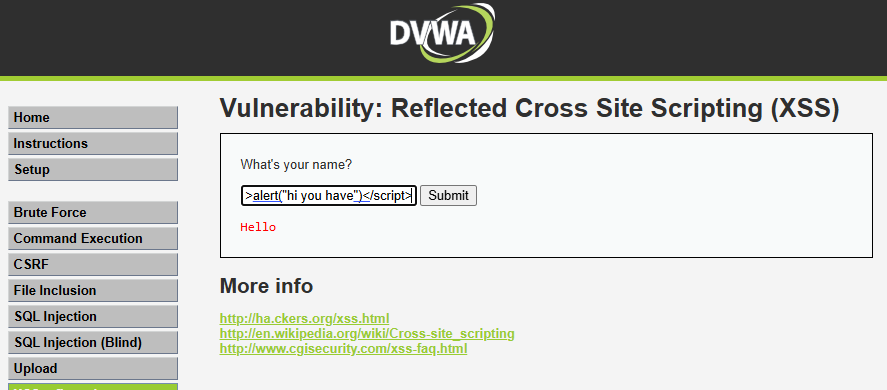 DVWA
Vulnerability: Reflected Cross Site Scripting (XSS)
Home
Instructions
Setup
Brute Force
Command Execution
CSRF
File Inclusion
SQL Injection
SQL Injection (Blind)
Upload
What's your name?
>alert("hi you have")</script>
Submit
Hello
More info
http://ha.ckers.org/xss.html
http://en.wikipedia.org/wiki/Cross-site_scripting
http://www.cgisecurity.com/xss-faq.html